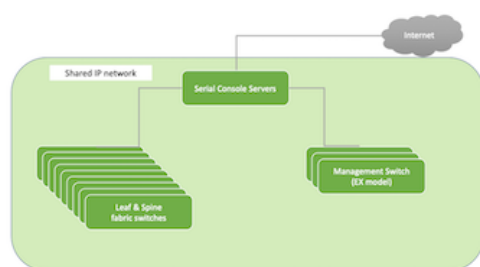 Internet
Shared IP network
Serial Console Servers
Leaf & Spine
fabric switches
Management Switch
(EX model)